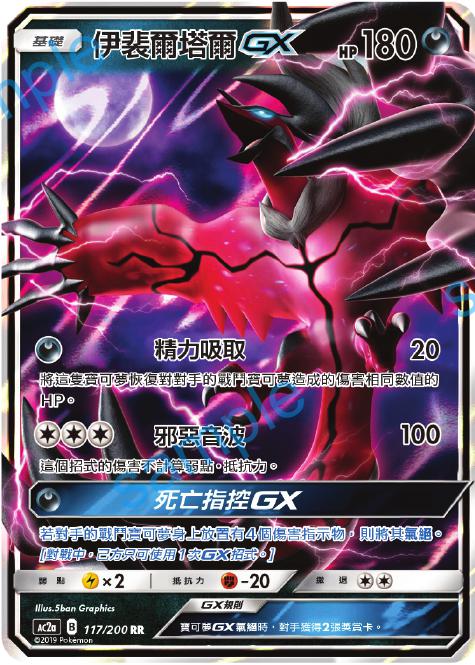 基礎 伊裴爾塔爾GX HP180
精力吸取 20
將這隻寶可夢恢復對對手的戰鬥寶可夢造成的傷害相同數值的
HP。
邪惡音波 100
這個招式的傷害不計算弱點・抵抗力。
死亡指控GX
若對手的戰鬥寶可夢身上放置有4個傷害指示物，則將其氣絕。
[對戰中，己方只可使用1次GX招式。]
弱點 ×2 抵抗力 -20 撤退
Illus.5ban Graphics
GX規則
AC2a B 117/200 RR
寶可夢GX氣絕時，對手獲得2張獎賞卡。
©2019 Pokémon
Sample